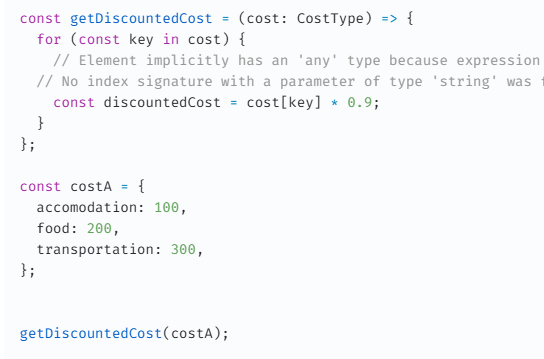 const getDiscountedCost = (cost: CostType) => {
for (const key in cost) {
// Element implicitly has an 'any' type because expression
// No index signature with a parameter of type 'string' was
const discountedCost = cost[key] * 0.9;
}
};
const costA = {
accomodation: 100,
food: 200,
transportation: 300,
};
getDiscountedCost(costA);